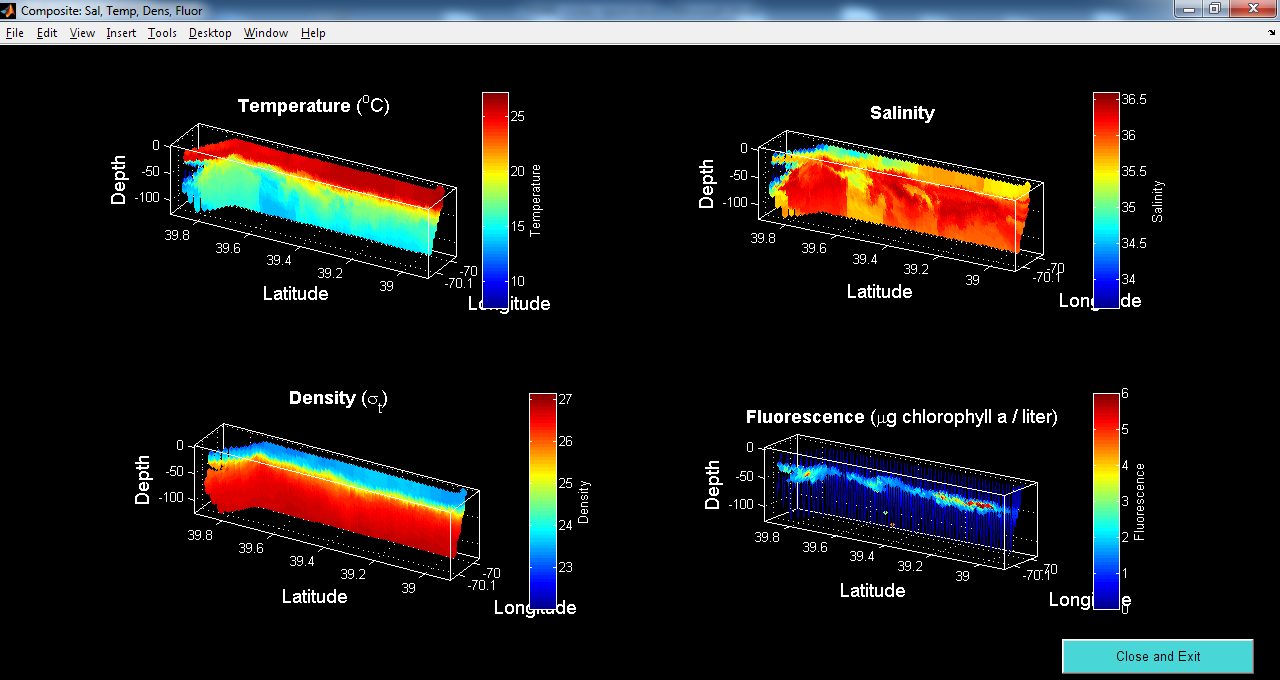 Composite: Sal, Temp, Dens, Fluor
File Edit View Insert Tools Desktop Window Help
Temperature (⁰C)
0
-50
-100
Depth
39.8
39.6
39.4
39.2
39
Latitude
-70
-70.1
Longitude
25
20
15
10
Temperature
Salinity
0
-50
-100
Depth
39.8
39.6
39.4
39.2
39
Latitude
70
-70.1
Longitude
36.5
36
35.5
35
34.5
34
Salinity
Density (σt)
0
-50
-100
Depth
39.8
39.6
39.4
39.2
39
Latitude
-70
-70.1
Longitude
27
26
25
24
23
Density
Fluorescence (μg chlorophyll a / liter)
0
-50
-100
Depth
39.8
39.6
39.4
39.2
39
Latitude
70
-70.1
Longitude
6
5
4
3
2
1
0
Fluorescence
Close and Exit